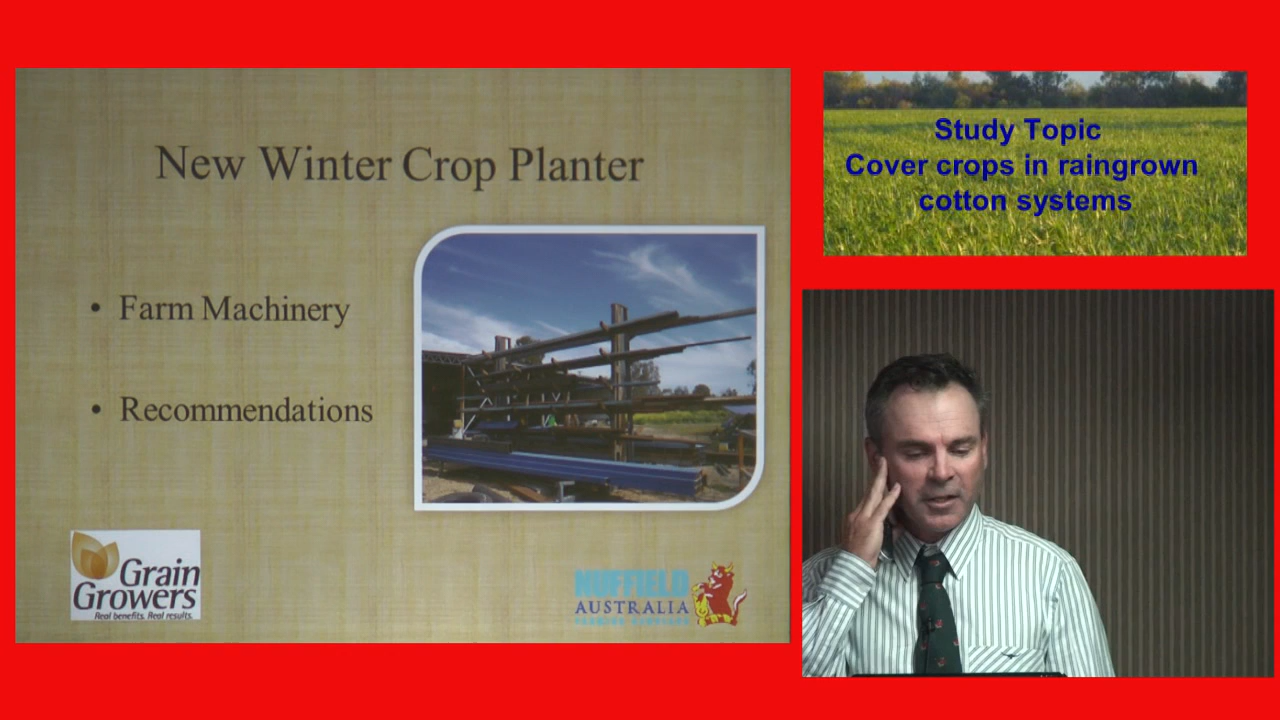 New Winter Crop Planter
• Farm Machinery
• Recommendations
Grain
Growers
Real benefits. Real results.
NUFFIELD
AUSTRALIA
Study Topic
Cover crops in raingrown
cotton systems